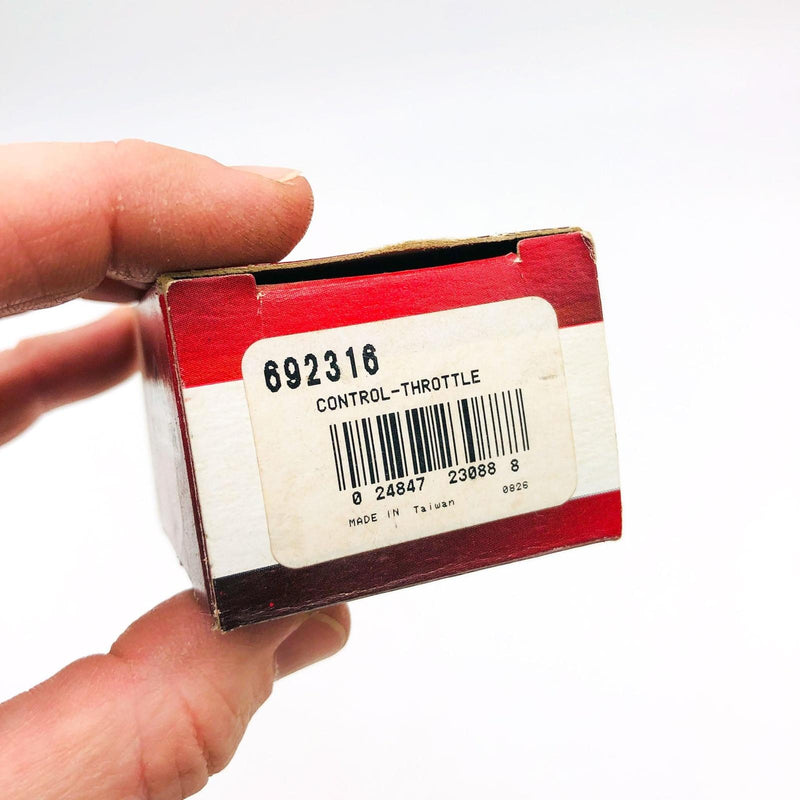 692316
CONTROL-THROTTLE
0 24847 23088 8
MADE IN Taiwan 0826